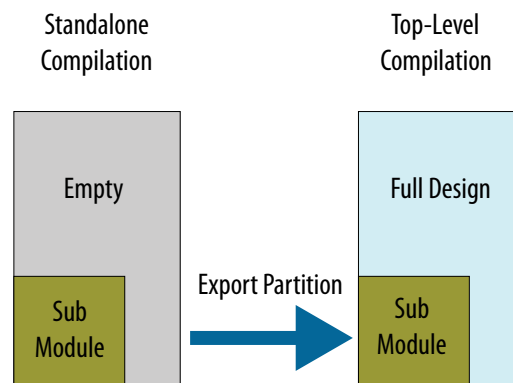 Standalone
Compilation
Top-Level
Compilation
Empty
Full Design
Export Partition
Sub
Module
Sub
Module